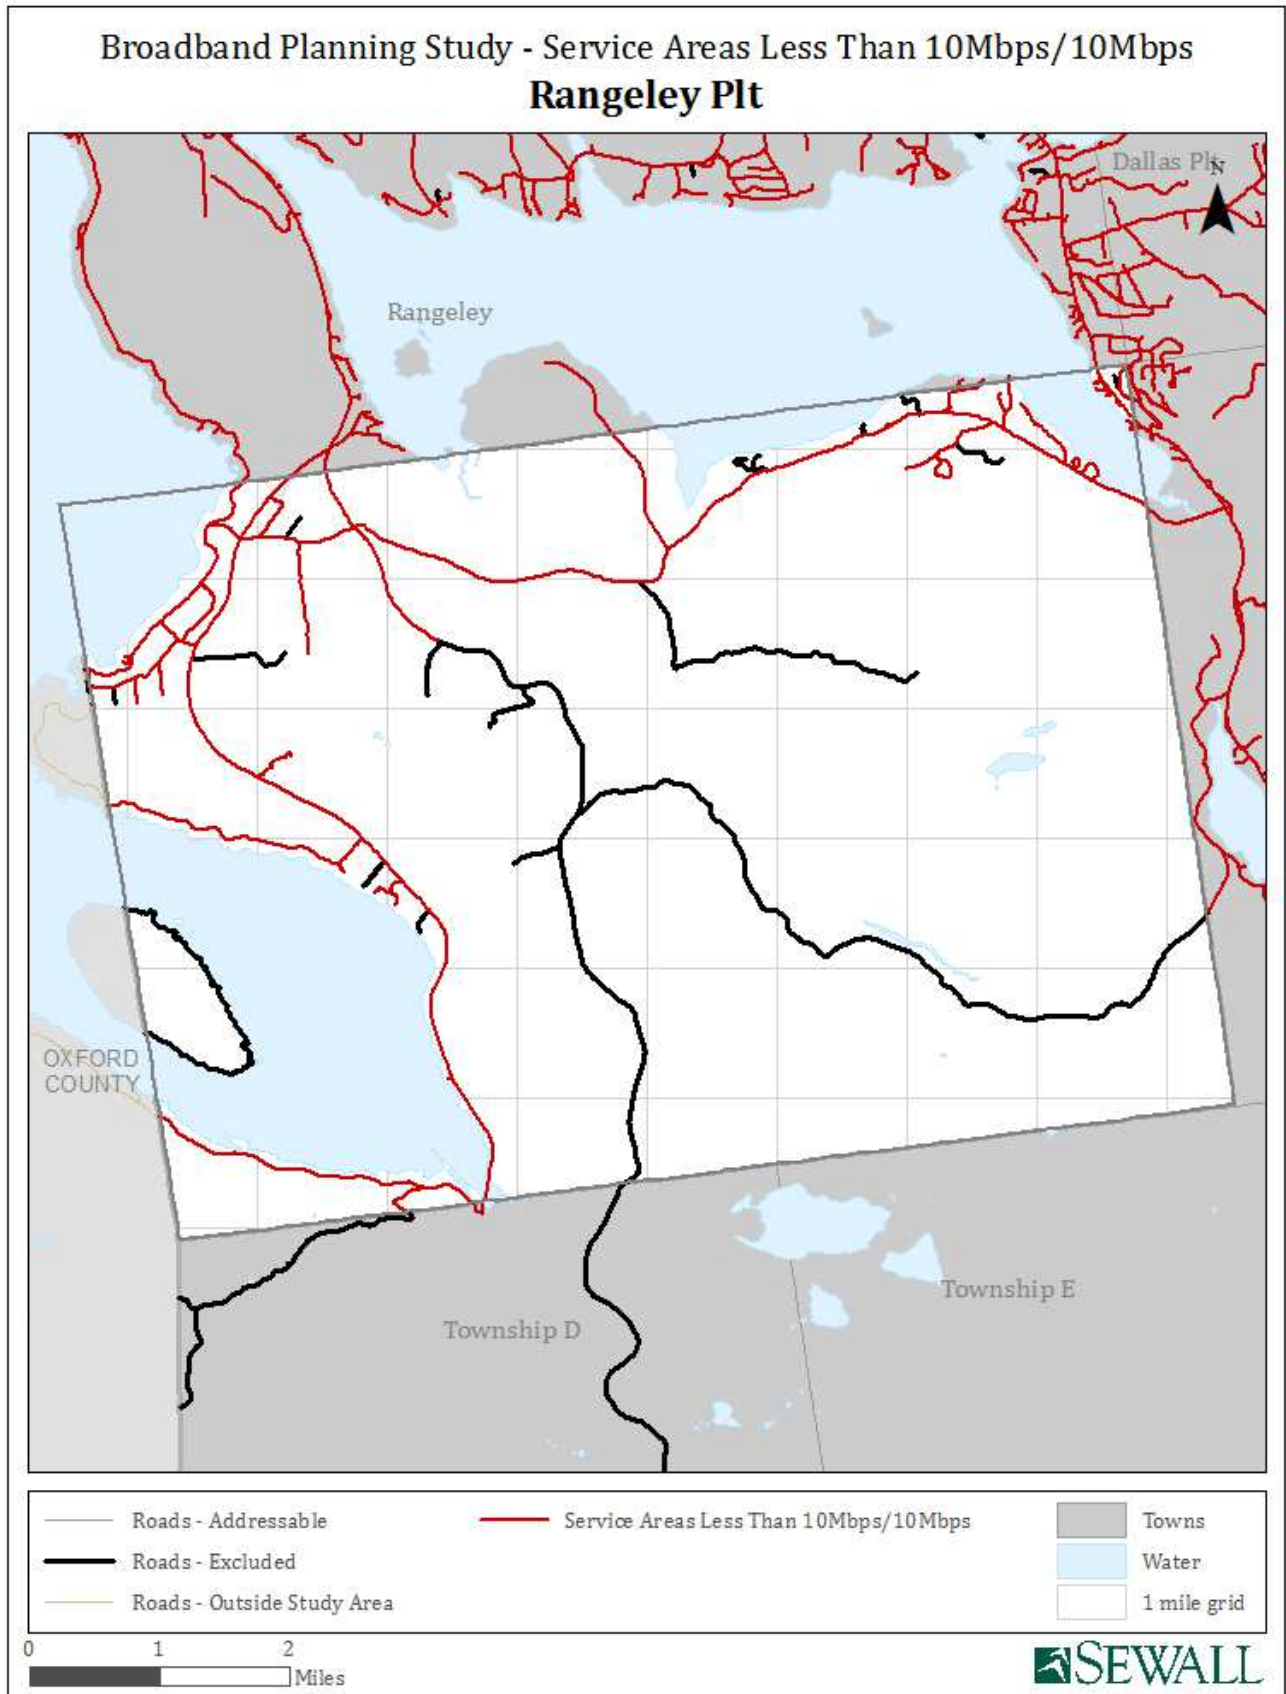 Broadband Planning Study - Service Areas Less Than 10Mbps/10Mbps
Rangeley Plt
Dallas Plt
N
Rangeley
OXFORD
COUNTY
Township E
Township D
Roads - Addressable
Service Areas Less Than 10Mbps/10Mbps
Towns
Roads - Excluded
Water
Roads - Outside Study Area
1 mile grid
0 1 2
Miles
SEWALL